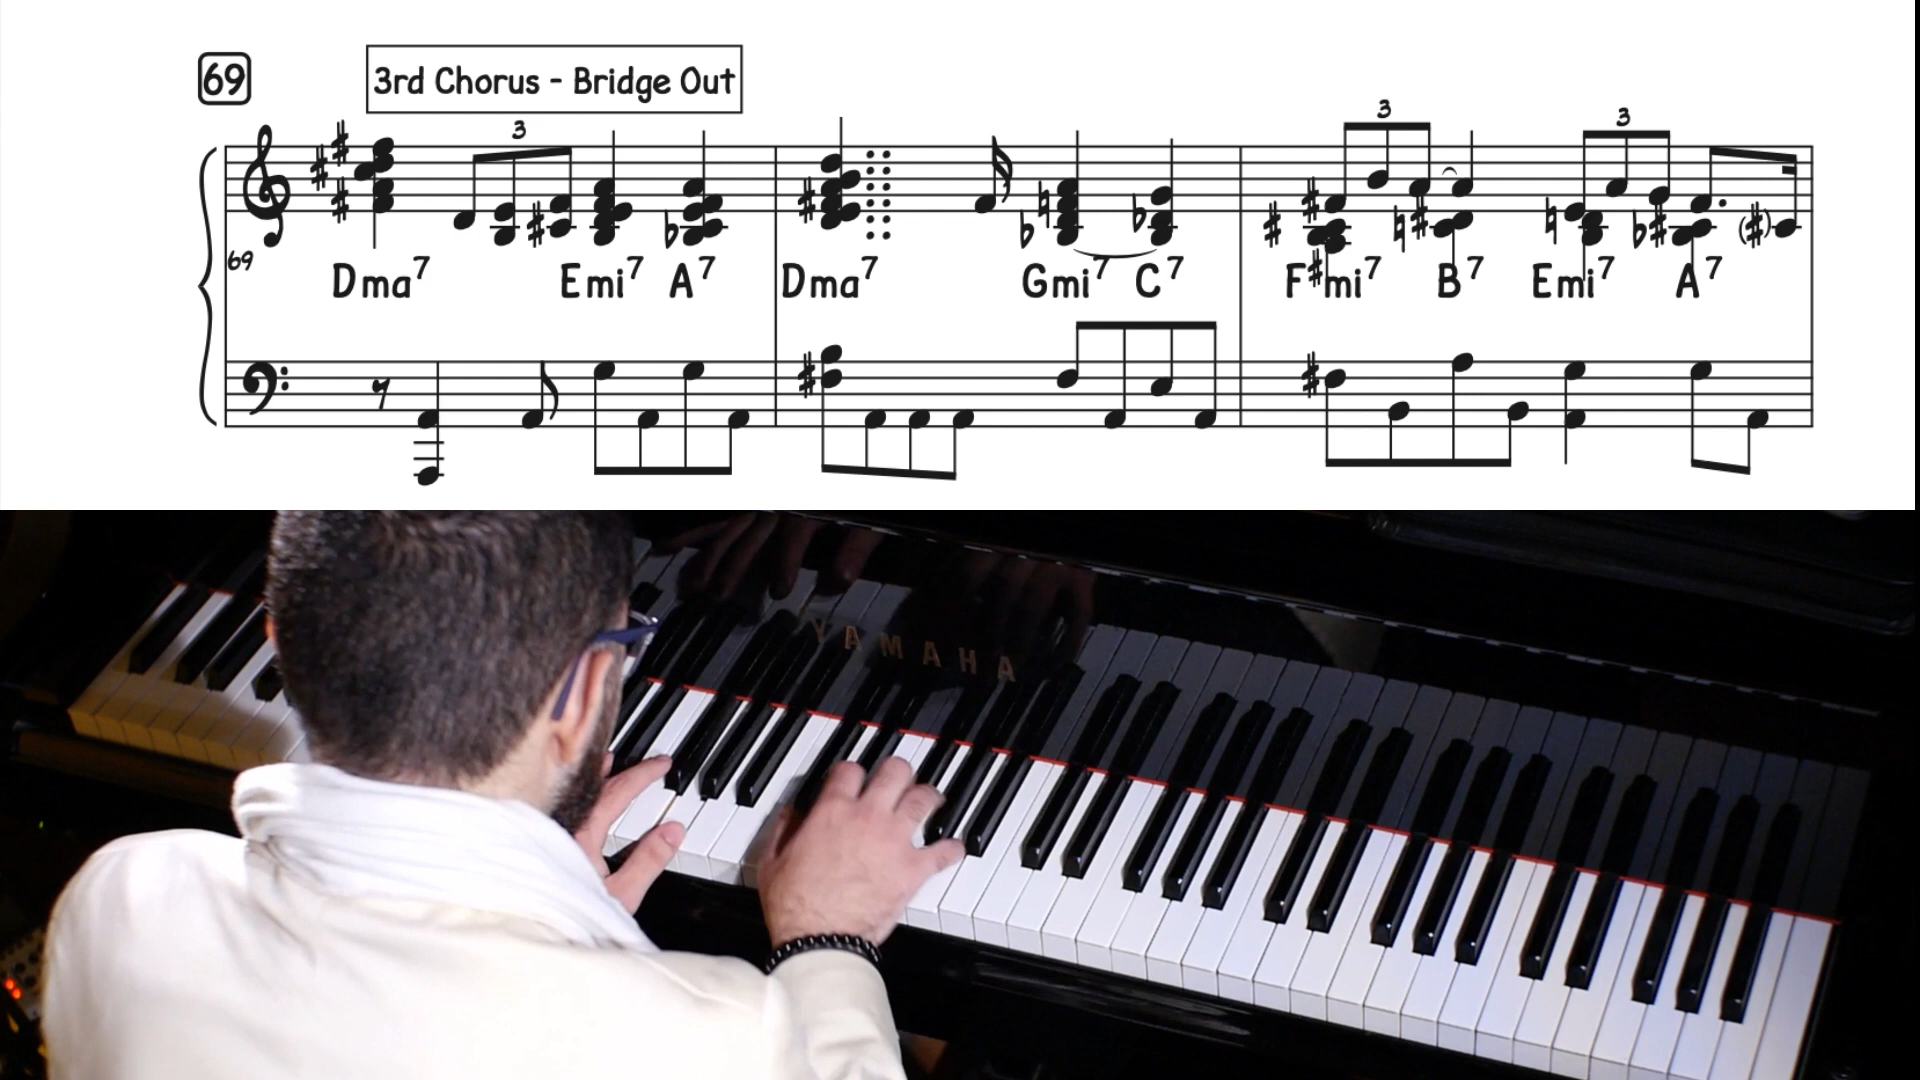 69
3rd Chorus - Bridge Out
3 3 3
69
Dma7 Emi7 A7 Dma7 Gmi7 C7 F#mi7 B7 Emi7 A7
YAMAHA